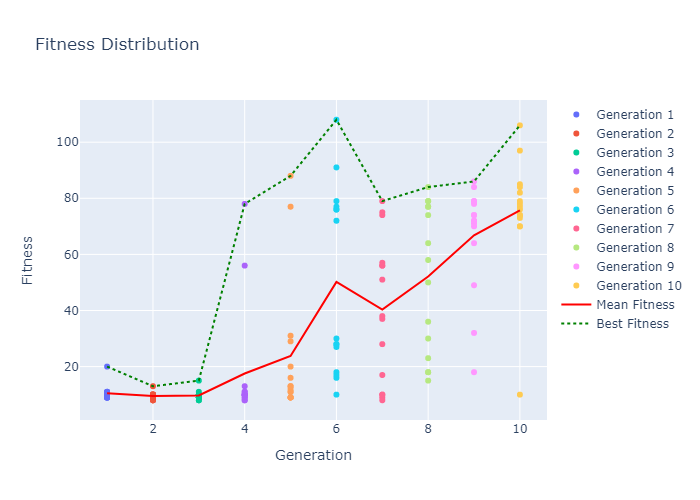 Fitness Distribution
Fitness
100
80
60
40
20
2
4
6
8
10
Generation
Generation 1
Generation 2
Generation 3
Generation 4
Generation 5
Generation 6
Generation 7
Generation 8
Generation 9
Generation 10
Mean Fitness
Best Fitness